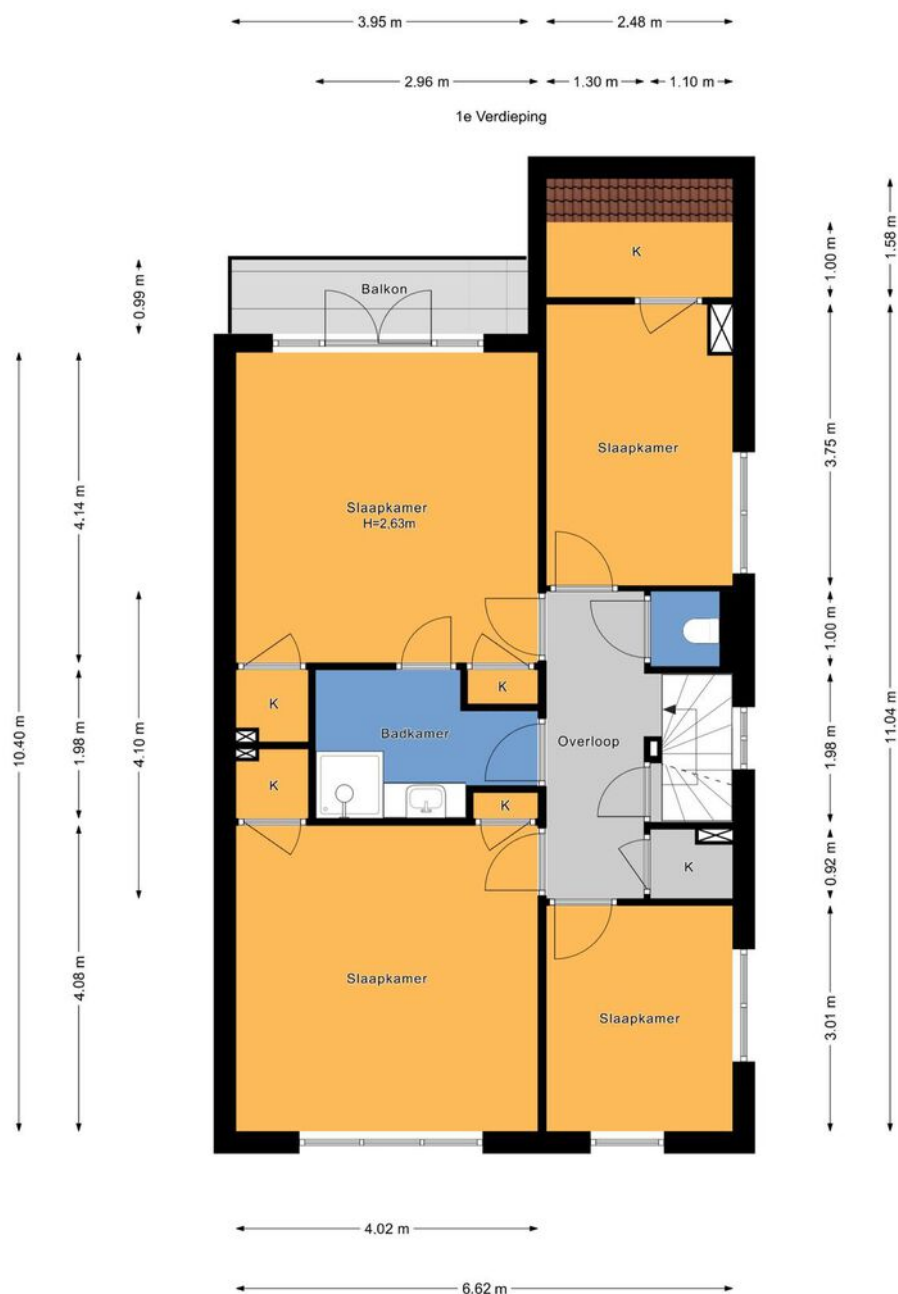 3.95 m
2.48 m
2.96 m
1.30 m
1.10 m
1e Verdieping
1.58 m
1.00 m
K
0.99 m
Balkon
3.75 m
Slaapkamer
4.14 m
Slaapkamer
H=2,63m
1.00 m
K
K
Badkamer
Overloop
11.04 m
10.40 m
1.98 m
4.10 m
1.98 m
K
K
0.92 m
K
4.08 m
Slaapkamer
Slaapkamer
3.01 m
4.02 m
6.62 m